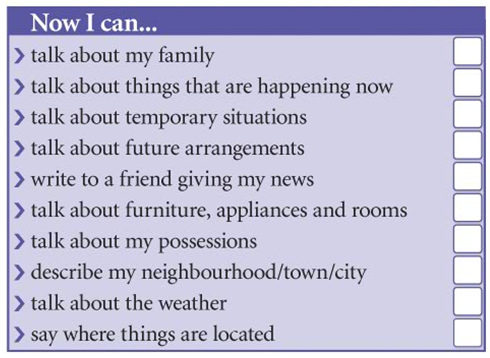 Now I can...
❯ talk about my family
❯ talk about things that are happening now
❯ talk about temporary situations
❯ talk about future arrangements
❯ write to a friend giving my news
❯ talk about furniture, appliances and rooms
❯ talk about my possessions
❯ describe my neighbourhood/town/city
❯ talk about the weather
❯ say where things are located